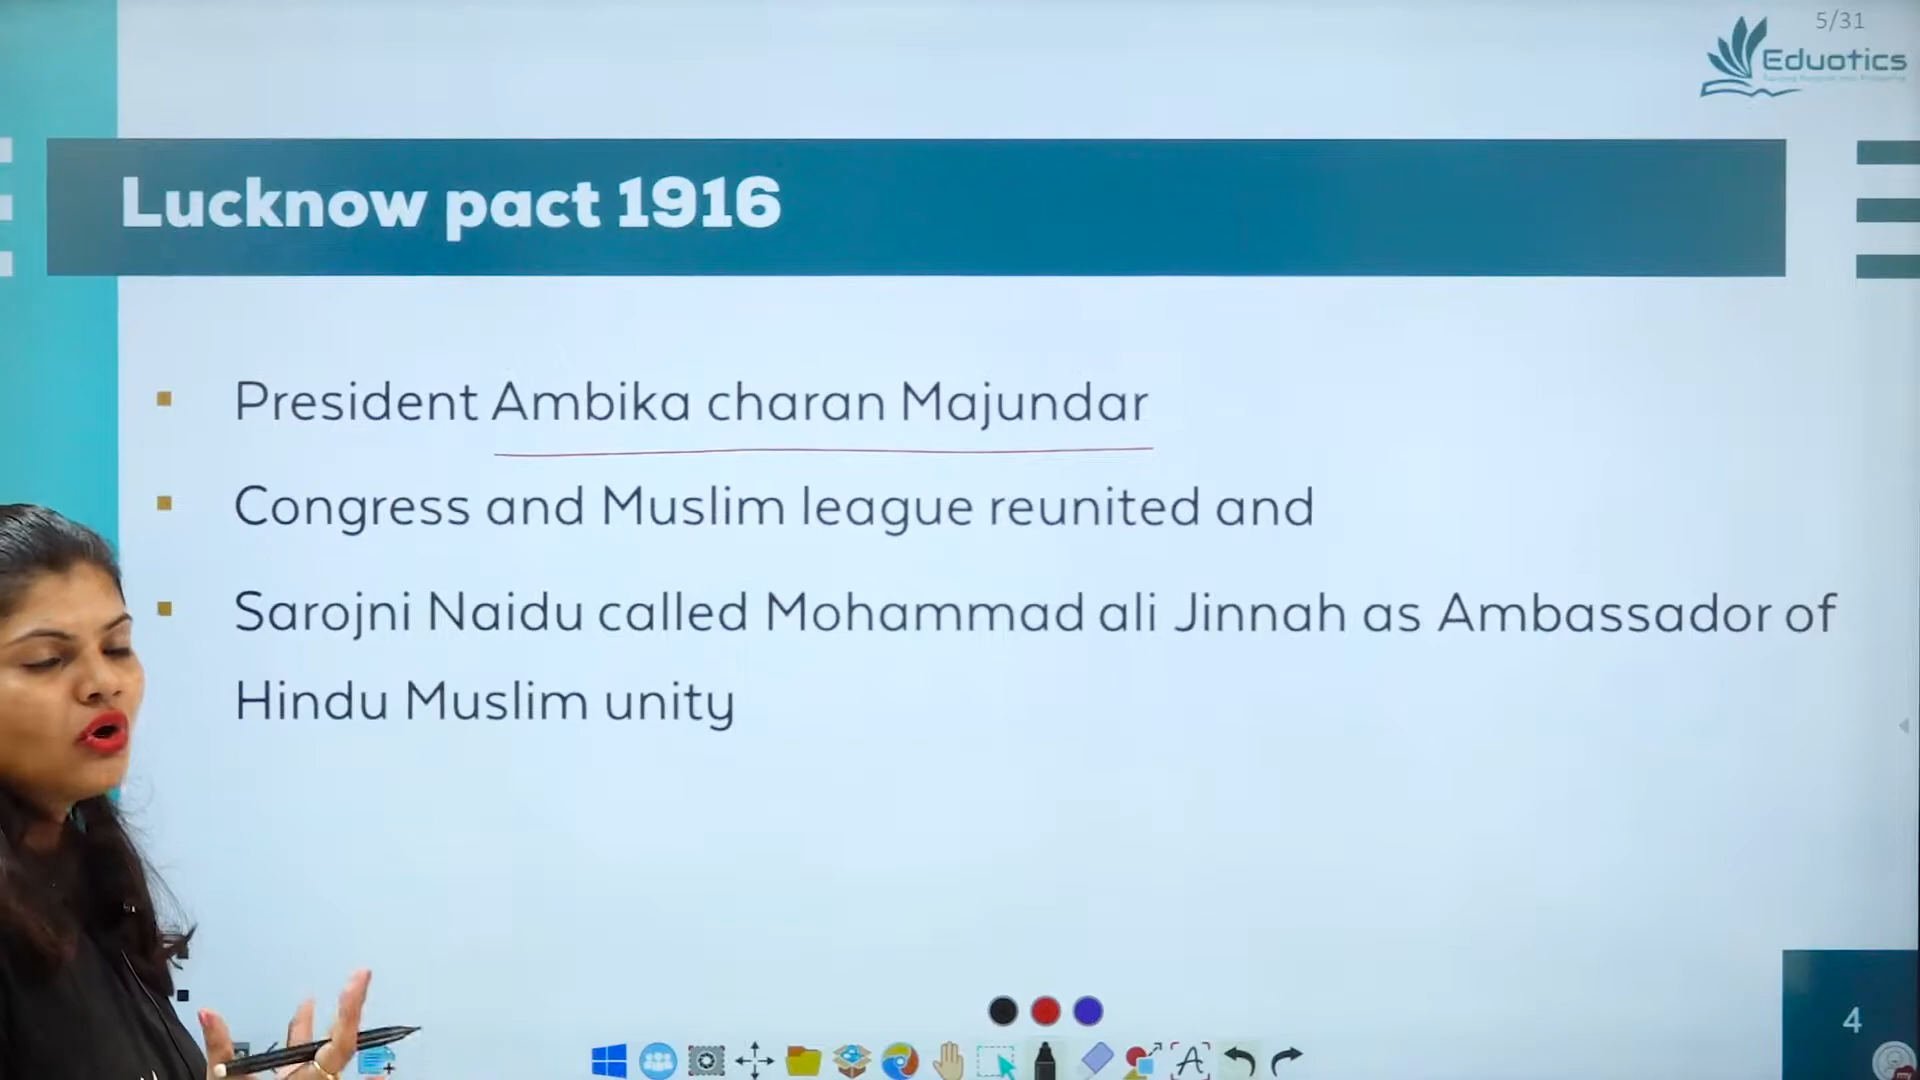 5/31
Eduotics
Lucknow pact 1916
President Ambika charan Majundar
Congress and Muslim league reunited and
Sarojni Naidu called Mohammad ali Jinnah as Ambassador of
Hindu Muslim unity
4